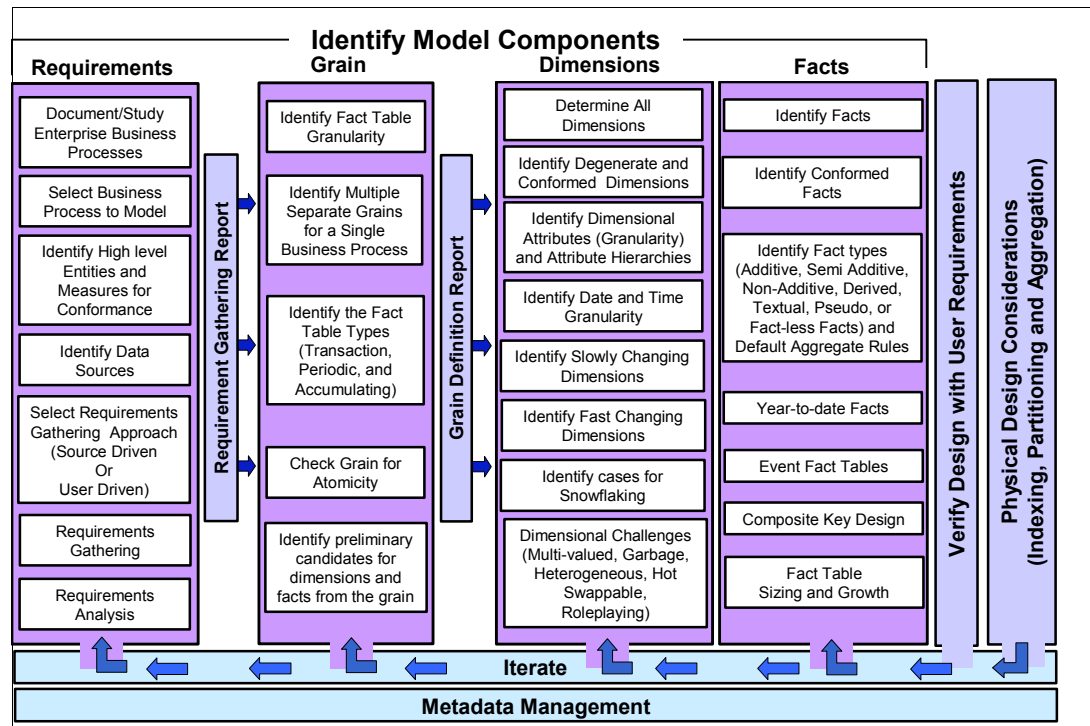 Identify Model Components
Requirements
Document/Study
Enterprise Business
Processes
Select Business
Process to Model
Identify High level
Entities and
Measures for
Conformance
Identify Data
Sources
Select Requirements
Gathering Approach
(Source Driven
Or
User Driven)
Requirements
Gathering
Requirements
Analysis
Requirement Gathering Report
Grain
Identify Fact Table
Granularity
Identify Multiple
Separate Grains
for a Single
Business Process
Identify the Fact
Table Types
(Transaction,
Periodic, and
Accumulating)
Check Grain for
Atomicity
Identify preliminary
candidates for
dimensions and
facts from the grain
Grain Definition Report
Dimensions
Determine All
Dimensions
Identify Degenerate and
Conformed Dimensions
Identify Dimensional
Attributes (Granularity)
and Attribute Hierarchies
Identify Date and Time
Granularity
Identify Slowly Changing
Dimensions
Identify Fast Changing
Dimensions
Identify cases for
Snowflaking
Dimensional Challenges
(Multi-valued, Garbage,
Heterogeneous, Hot
Swappable,
Roleplaying)
Facts
Identify Facts
Identify Conformed
Facts
Identify Fact types
(Additive, Semi Additive,
Non-Additive, Derived,
Textual, Pseudo, or
Fact-less Facts) and
Default Aggregate Rules
Year-to-date Facts
Event Fact Tables
Composite Key Design
Fact Table
Sizing and Growth
Verify Design with User Requirements
Physical Design Considerations
(Indexing, Partitioning and Aggregation)
Iterate
Metadata Management